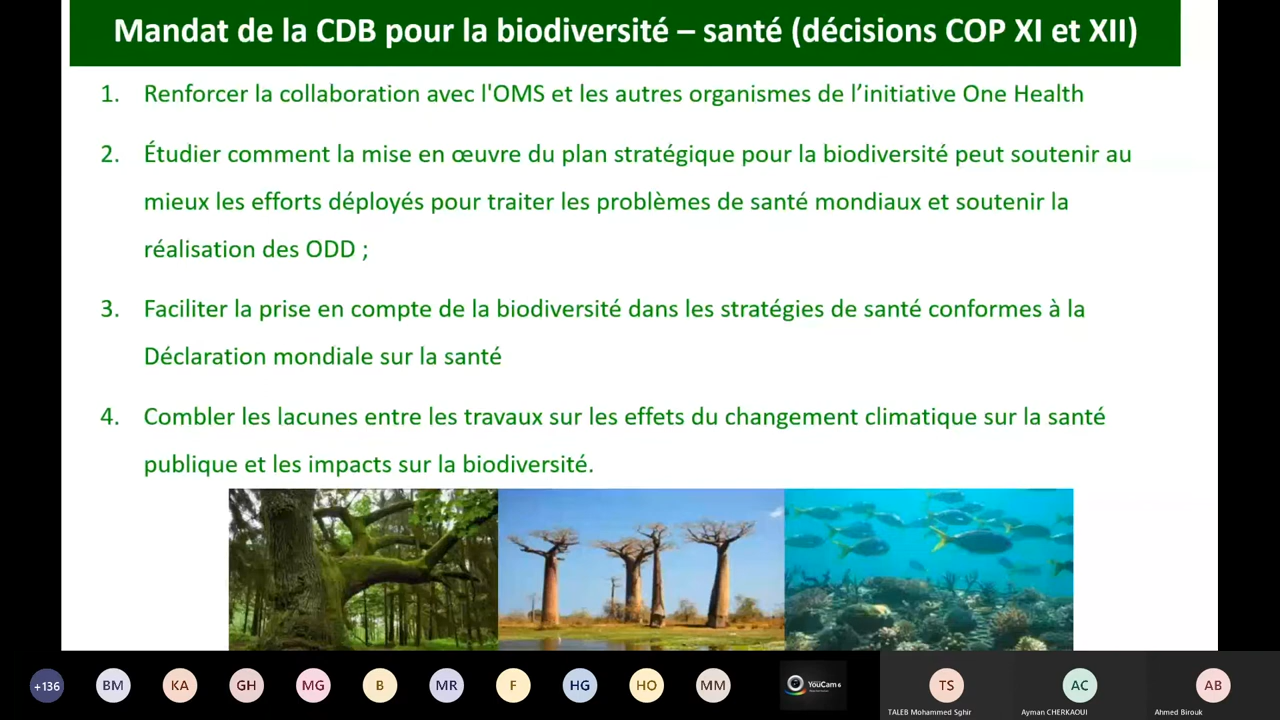 Mandat de la CDB pour la biodiversité – santé (décisions COP XI et XII)
1. Renforcer la collaboration avec l'OMS et les autres organismes de l’initiative One Health
2. Étudier comment la mise en œuvre du plan stratégique pour la biodiversité peut soutenir au
mieux les efforts déployés pour traiter les problèmes de santé mondiaux et soutenir la
réalisation des ODD ;
3. Faciliter la prise en compte de la biodiversité dans les stratégies de santé conformes à la
Déclaration mondiale sur la santé
4. Combler les lacunes entre les travaux sur les effets du changement climatique sur la santé
publique et les impacts sur la biodiversité.
+136 BM KA GH MG B MR F HG HO MM YouCam 6 TS AC AB
TALEB Mohammed Sghir Ayman CHERKAOUI Ahmed Birouk